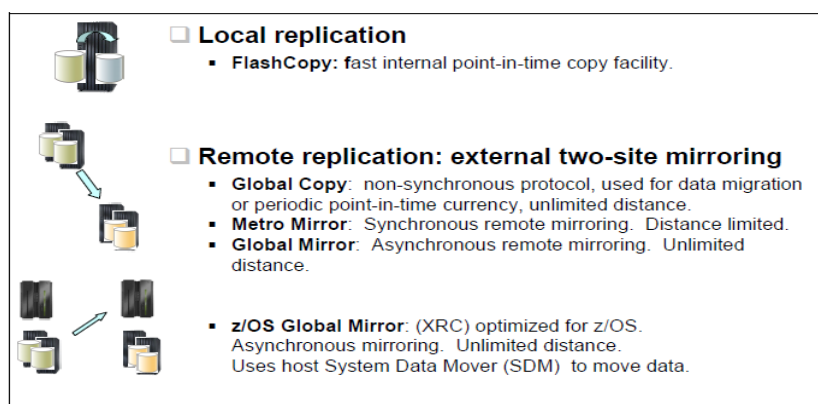 Local replication
▪ FlashCopy: fast internal point-in-time copy facility.
Remote replication: external two-site mirroring
▪ Global Copy: non-synchronous protocol, used for data migration
or periodic point-in-time currency, unlimited distance.
▪ Metro Mirror: Synchronous remote mirroring. Distance limited.
▪ Global Mirror: Asynchronous remote mirroring. Unlimited
distance.
▪ z/OS Global Mirror: (XRC) optimized for z/OS.
Asynchronous mirroring. Unlimited distance.
Uses host System Data Mover (SDM) to move data.